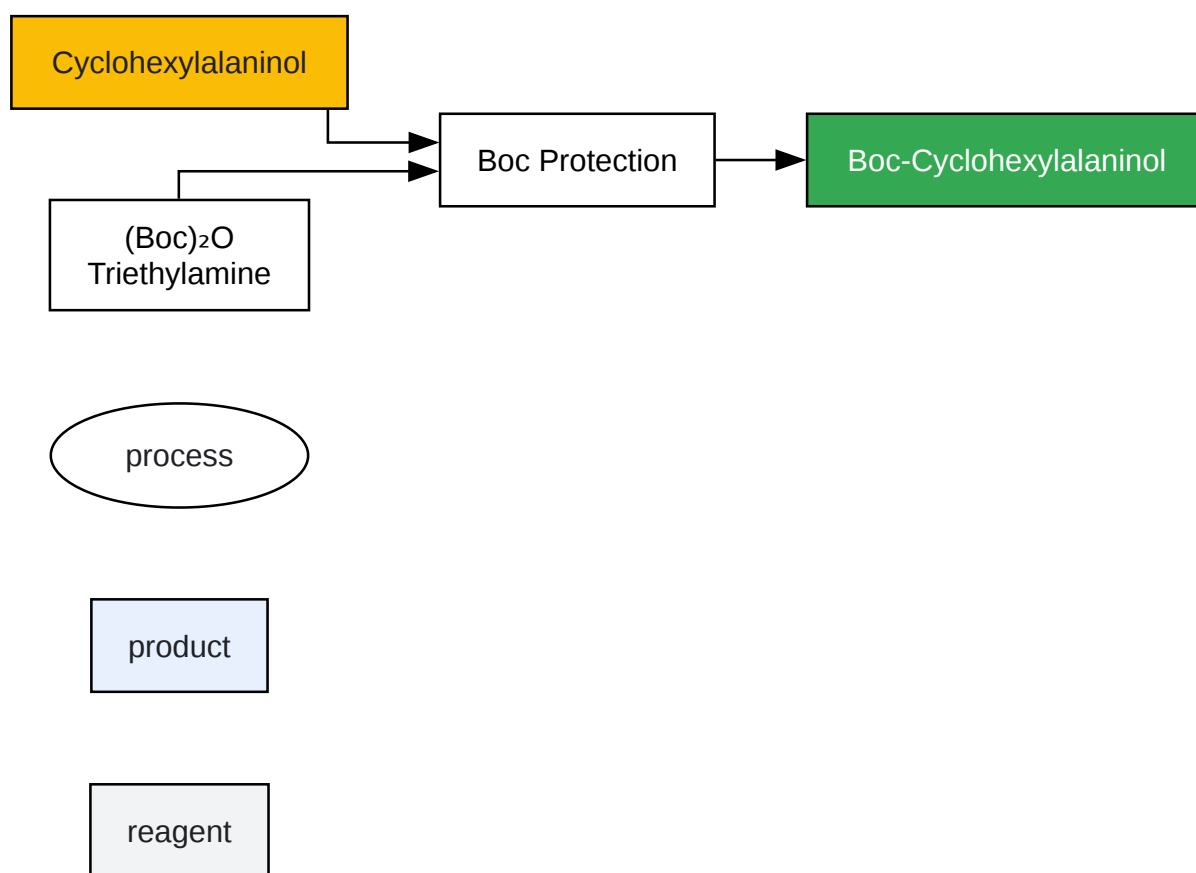 Cyclohexylalaninol
Boc Protection
Boc-Cyclohexylalaninol
(Boc)₂O
Triethylamine
process
product
reagent